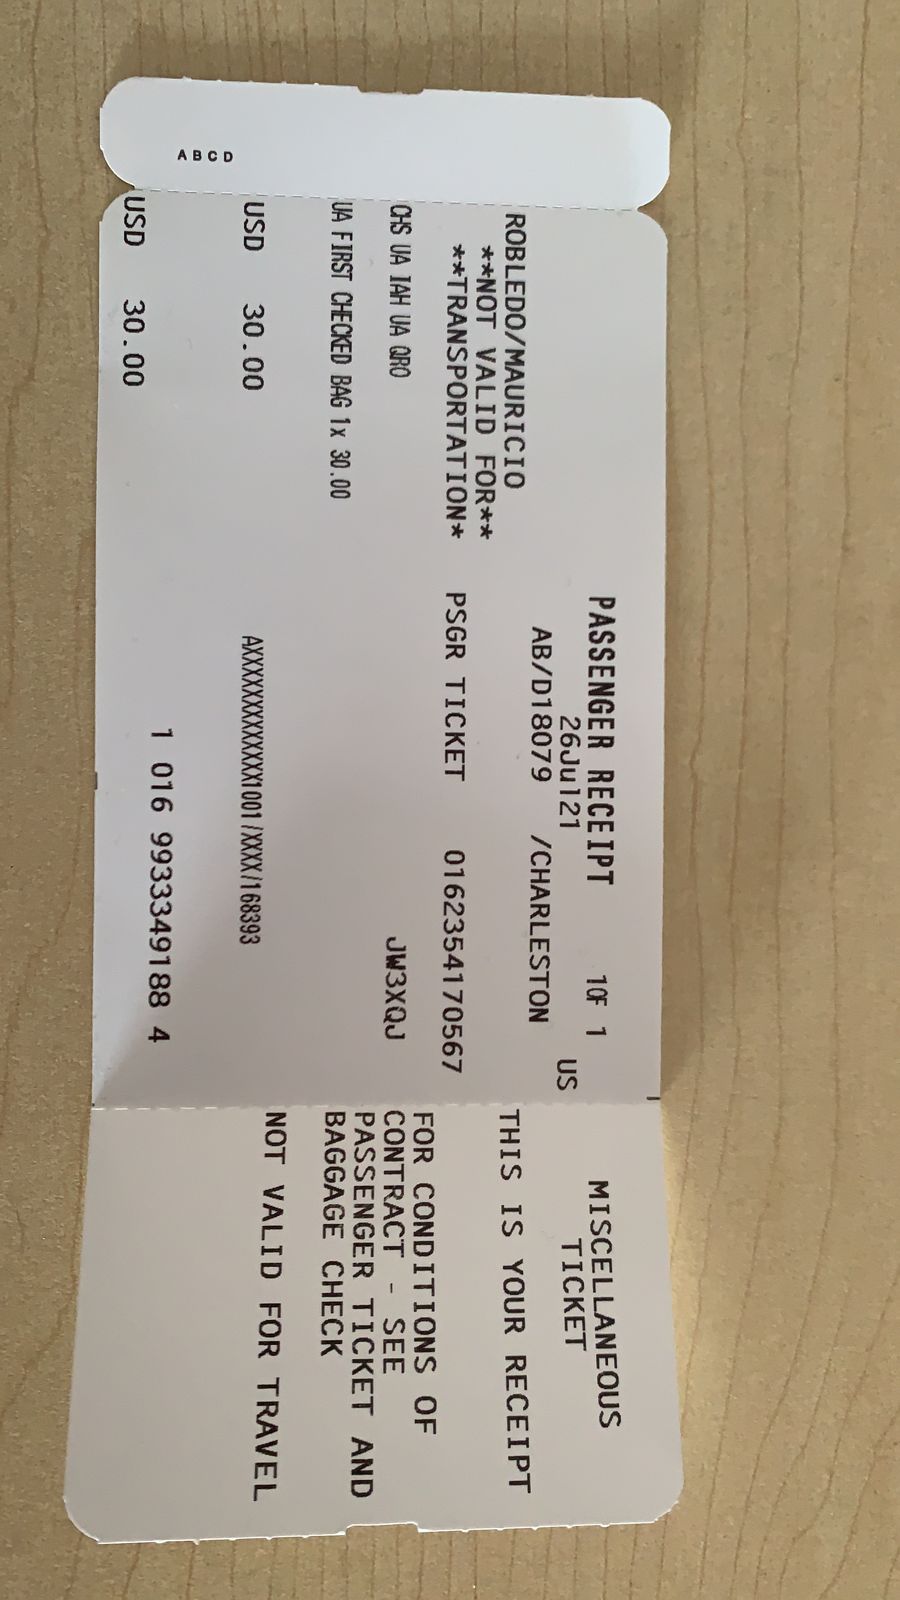 PASSENGER RECEIPT 1OF 1
26Jul21 US
AB/D18079 /CHARLESTON
ROBLEDO/MAURICIO
**NOT VALID FOR**
**TRANSPORTATION* PSGR TICKET 0162354170567
CHS UA IAH UA QRO JW3XQJ
UA FIRST CHECKED BAG 1x 30.00
USD 30.00 AXXXXXXXXXXXX1001/XXXX/168393
1 016 9933349188 4
USD 30.00
MISCELLANEOUS
TICKET
THIS IS YOUR RECEIPT
FOR CONDITIONS OF
CONTRACT - SEE
PASSENGER TICKET AND
BAGGAGE CHECK
NOT VALID FOR TRAVEL
A B C D